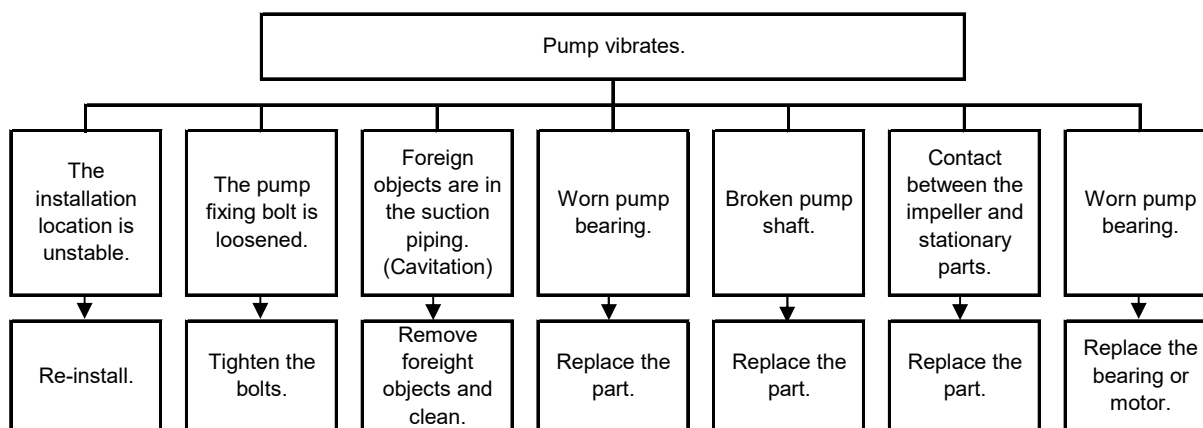 Pump vibrates.
The
installation
location is
unstable.
The pump
fixing bolt is
loosened.
Foreign
objects are in
the suction
piping.
(Cavitation)
Worn pump
bearing.
Broken pump
shaft.
Contact
between the
impeller and
stationary
parts.
Worn pump
bearing.
Re-install.
Tighten the
bolts.
Remove
foreight
objects and
clean.
Replace the
part.
Replace the
part.
Replace the
part.
Replace the
bearing or
motor.